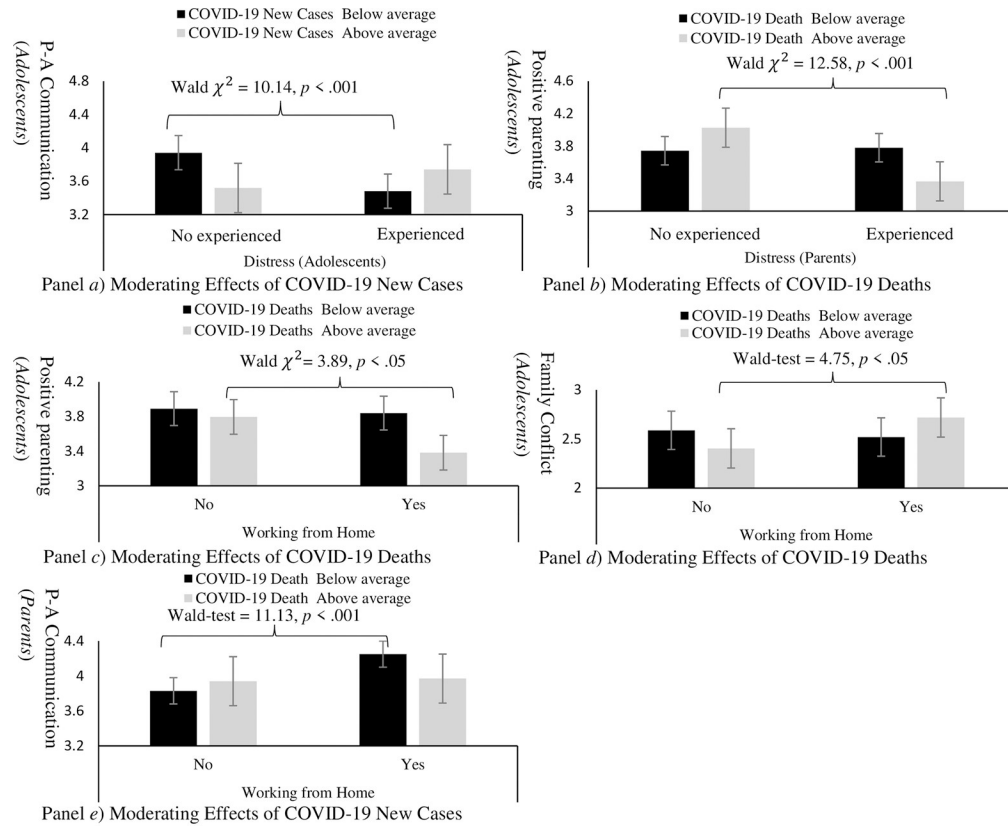 ■ COVID-19 New Cases Below average
■ COVID-19 New Cases Above average
P-A Communication
(Adolescents)
Wald χ² = 10.14, p < .001
4.8
4.4
4
3.6
3.2
No experienced Experienced
Distress (Adolescents)
Panel a) Moderating Effects of COVID-19 New Cases
■ COVID-19 Death Below average
■ COVID-19 Death Above average
Positive parenting
(Adolescents)
Wald χ² = 12.58, p < .001
4.6
4.2
3.8
3.4
3
No experienced Experienced
Distress (Parents)
Panel b) Moderating Effects of COVID-19 Deaths
■ COVID-19 Deaths Below average
■ COVID-19 Deaths Above average
Positive parenting
(Adolescents)
Wald χ² = 3.89, p < .05
4.2
3.8
3.4
3
No Yes
Working from Home
Panel c) Moderating Effects of COVID-19 Deaths
■ COVID-19 Deaths Below average
■ COVID-19 Deaths Above average
Family Conflict
(Adolescents)
Wald-test = 4.75, p < .05
3
2.5
2
No Yes
Working from Home
Panel d) Moderating Effects of COVID-19 Deaths
■ COVID-19 Death Below average
■ COVID-19 Death Above average
P-A Communication
(Parents)
Wald-test = 11.13, p < .001
4.4
4
3.6
3.2
No Yes
Working from Home
Panel e) Moderating Effects of COVID-19 New Cases